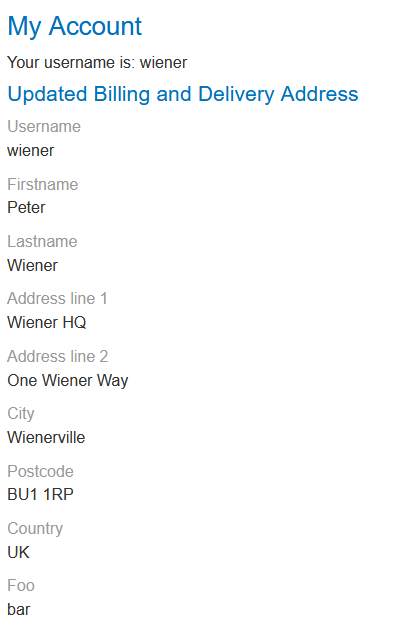 My Account
Your username is: wiener
Updated Billing and Delivery Address
Username
wiener
Firstname
Peter
Lastname
Wiener
Address line 1
Wiener HQ
Address line 2
One Wiener Way
City
Wienerville
Postcode
BU1 1RP
Country
UK
Foo
bar